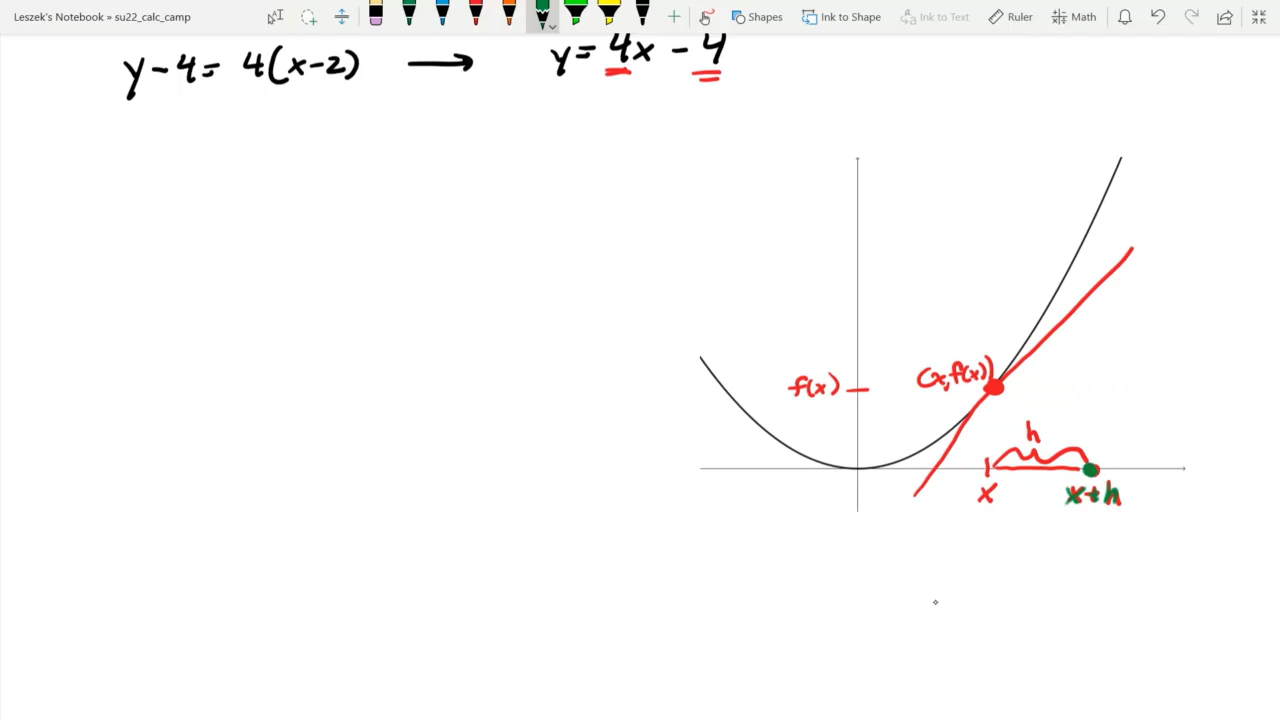 Leszek's Notebook » su22_calc_camp
Shapes
Ink to Shape
Ink to Text
Ruler
Math
y-4= 4(x-2) → y= 4x - 4
f(x)
(x,f(x))
h
x
x+h